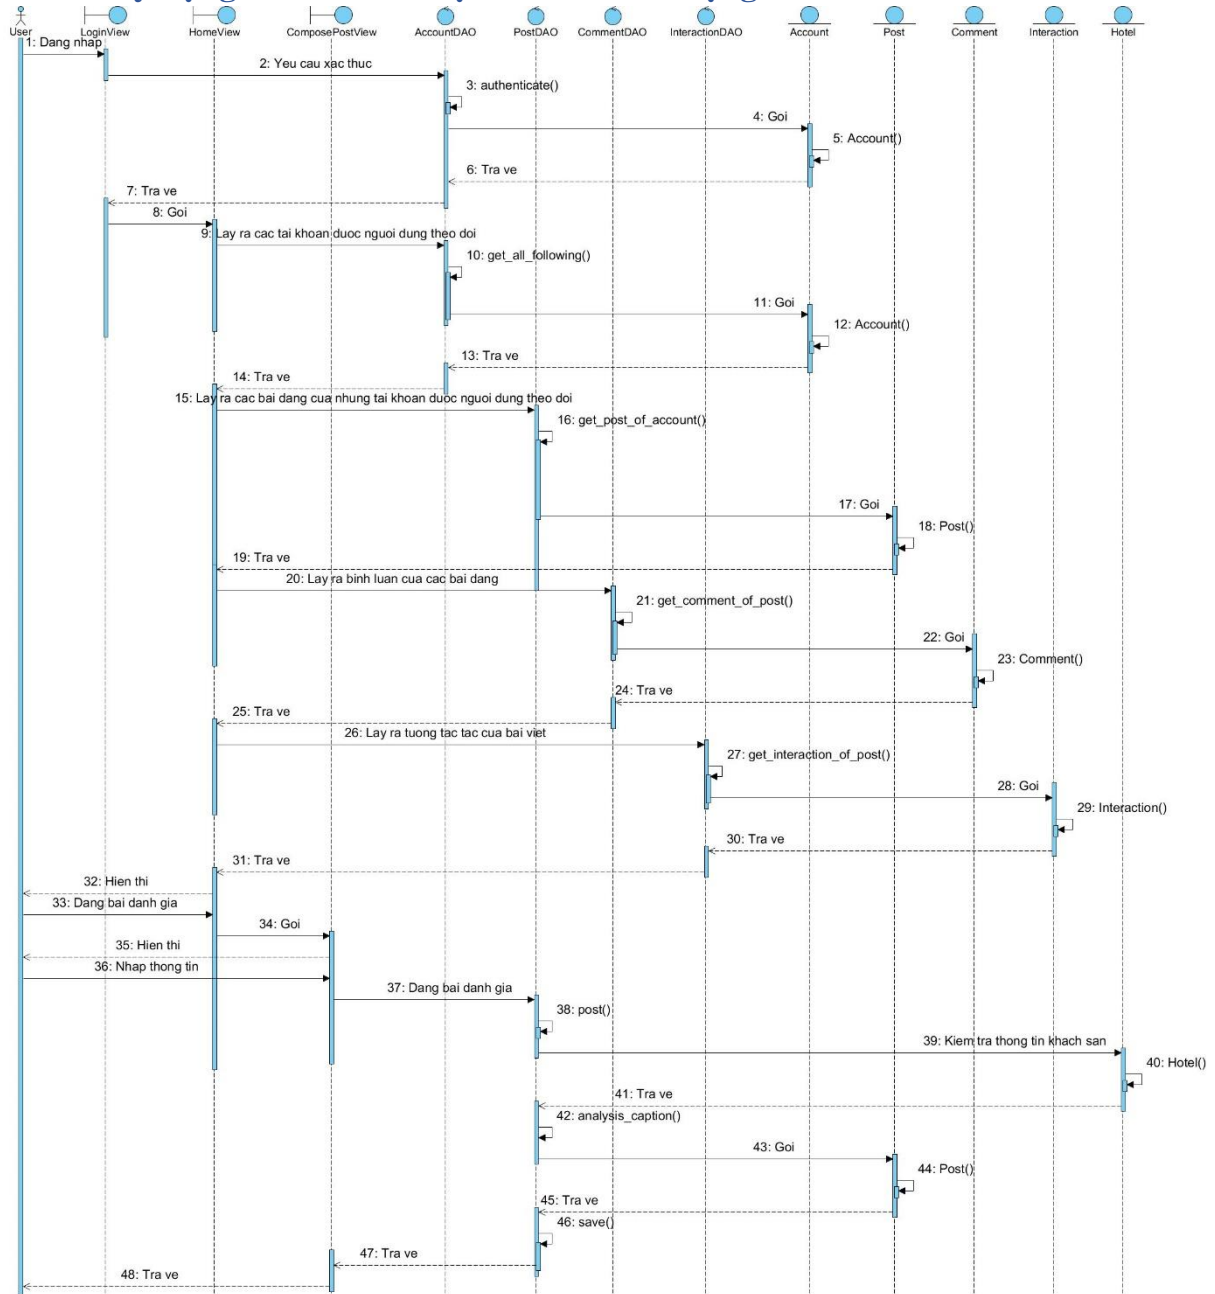 User LoginView HomeView ComposePostView AccountDAO PostDAO CommentDAO InteractionDAO Account Post Comment Interaction Hotel
1: Dang nhap
2: Yeu cau xac thuc
3: authenticate()
4: Goi
5: Account()
6: Tra ve
7: Tra ve
8: Goi
9: Lay ra cac tai khoan duoc nguoi dung theo doi
10: get_all_following()
11: Goi
12: Account()
13: Tra ve
14: Tra ve
15: Lay ra cac bai dang cua nhung tai khoan duoc nguoi dung theo doi
16: get_post_of_account()
17: Goi
18: Post()
19: Tra ve
20: Lay ra binh luan cua cac bai dang
21: get_comment_of_post()
22: Goi
23: Comment()
24: Tra ve
25: Tra ve
26: Lay ra tuong tac tac cua bai viet
27: get_interaction_of_post()
28: Goi
29: Interaction()
30: Tra ve
31: Tra ve
32: Hien thi
33: Dang bai danh gia
34: Goi
35: Hien thi
36: Nhap thong tin
37: Dang bai danh gia
38: post()
39: Kiem tra thong tin khach san
40: Hotel()
41: Tra ve
42: analysis_caption()
43: Goi
44: Post()
45: Tra ve
46: save()
47: Tra ve
48: Tra ve